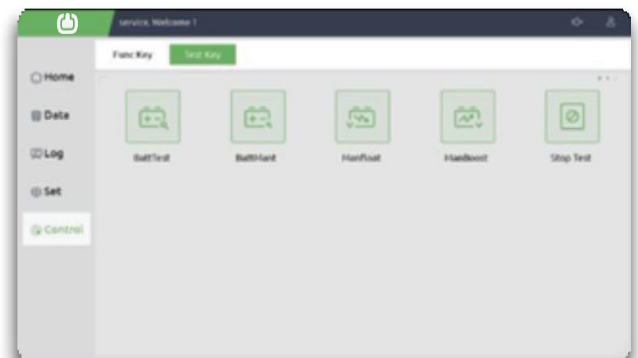 service, Welcome !
Func Key
Test Key
Home
Data
Log
Set
Control
BattTest
BattMant
ManFloat
ManBoost
Stop Test